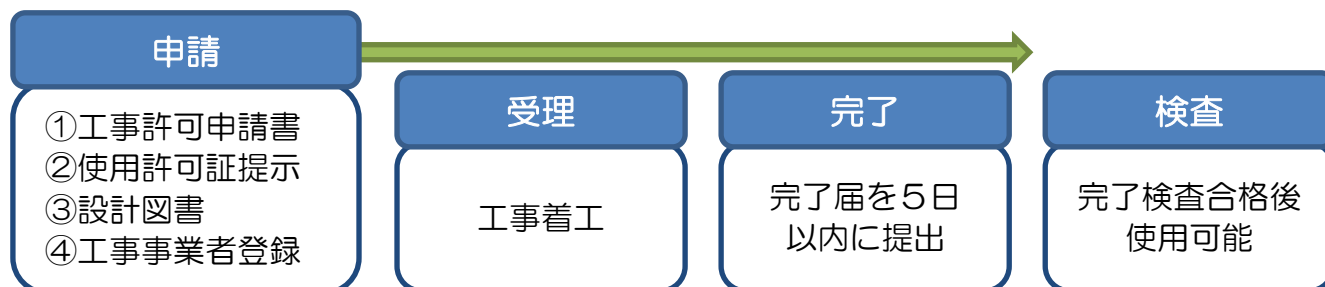 申請
①工事許可申請書
②使用許可証提示
③設計図書
④工事事業者登録
受理
工事着工
完了
完了届を５日
以内に提出
検査
完了検査合格後
使用可能